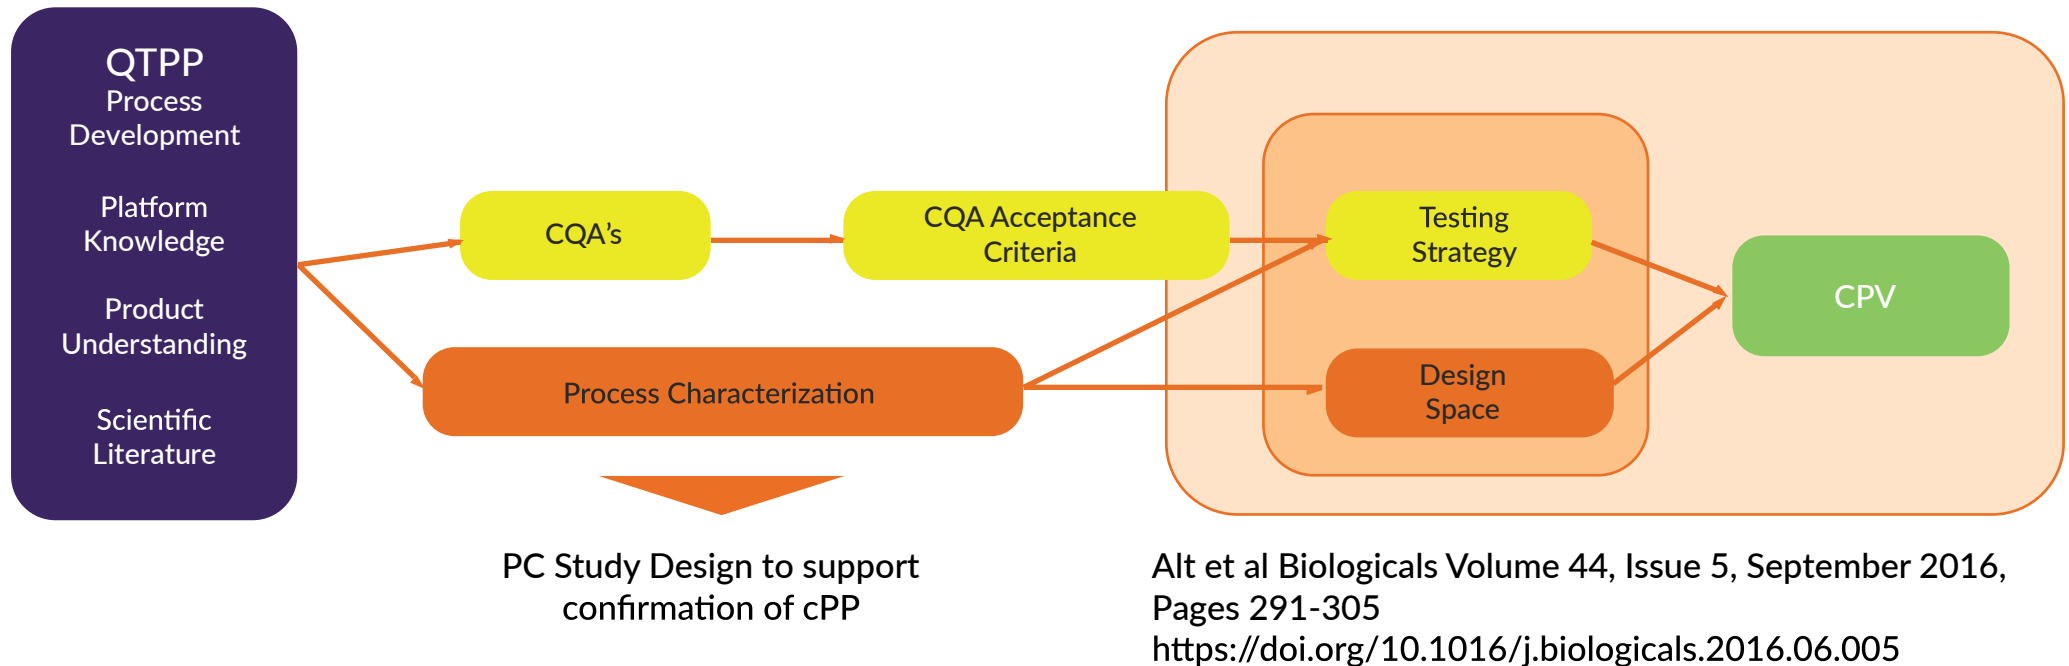 QTPP
Process
Development
Platform
Knowledge
Product
Understanding
Scientific
Literature
CQA’s
CQA Acceptance
Criteria
Testing
Strategy
CPV
Process Characterization
Design
Space
PC Study Design to support
confirmation of cPP
Alt et al Biologicals Volume 44, Issue 5, September 2016,
Pages 291-305
https://doi.org/10.1016/j.biologicals.2016.06.005